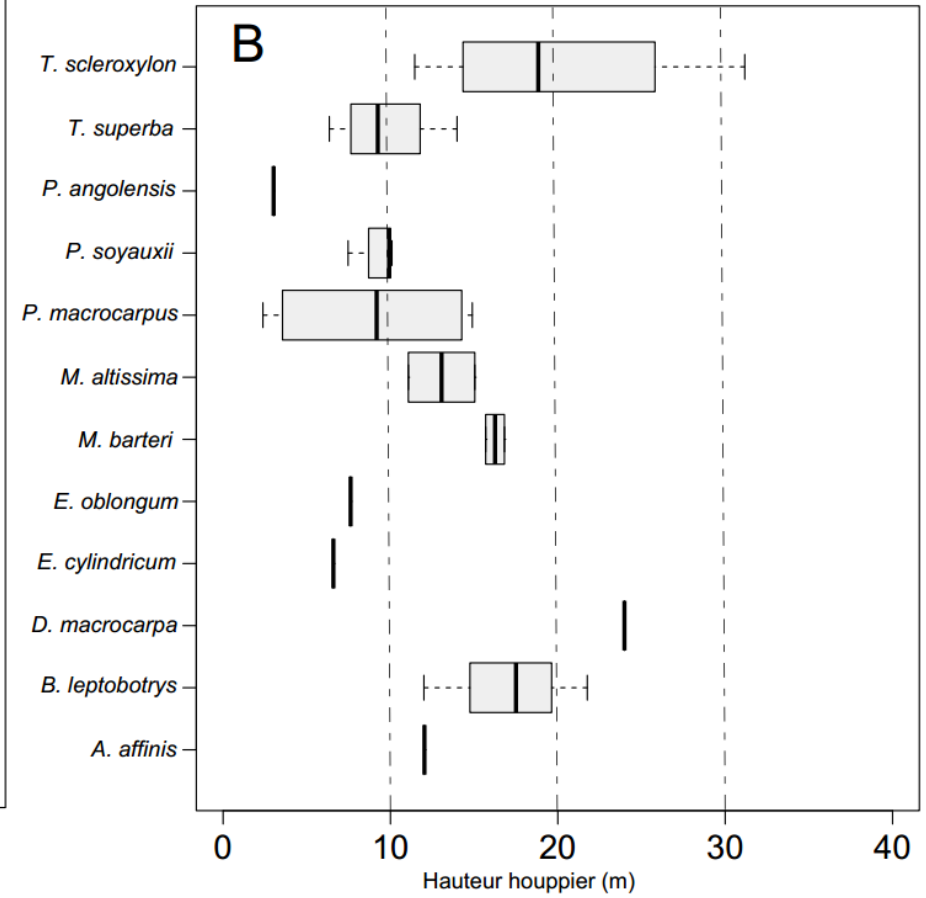 B
T. scleroxylon
T. superba
P. angolensis
P. soyauxii
P. macrocarpus
M. altissima
M. barteri
E. oblongum
E. cylindricum
D. macrocarpa
B. leptobotrys
A. affinis
0 10 20 30 40
Hauteur houppier (m)